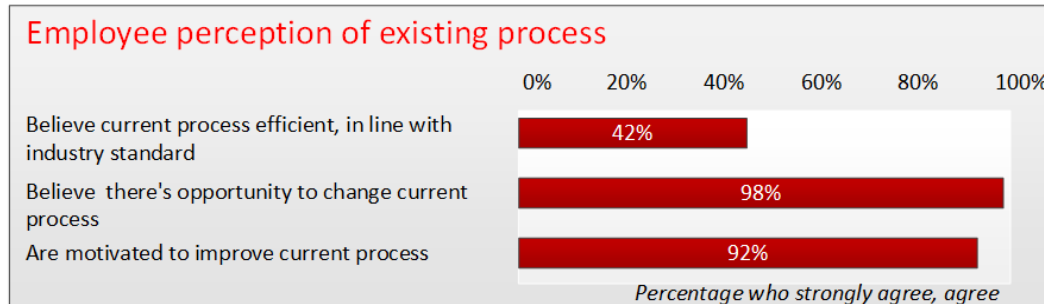 Employee perception of existing process
0% 20% 40% 60% 80% 100%
Believe current process efficient, in line with
industry standard
42%
Believe there's opportunity to change current
process
98%
Are motivated to improve current process
92%
Percentage who strongly agree, agree